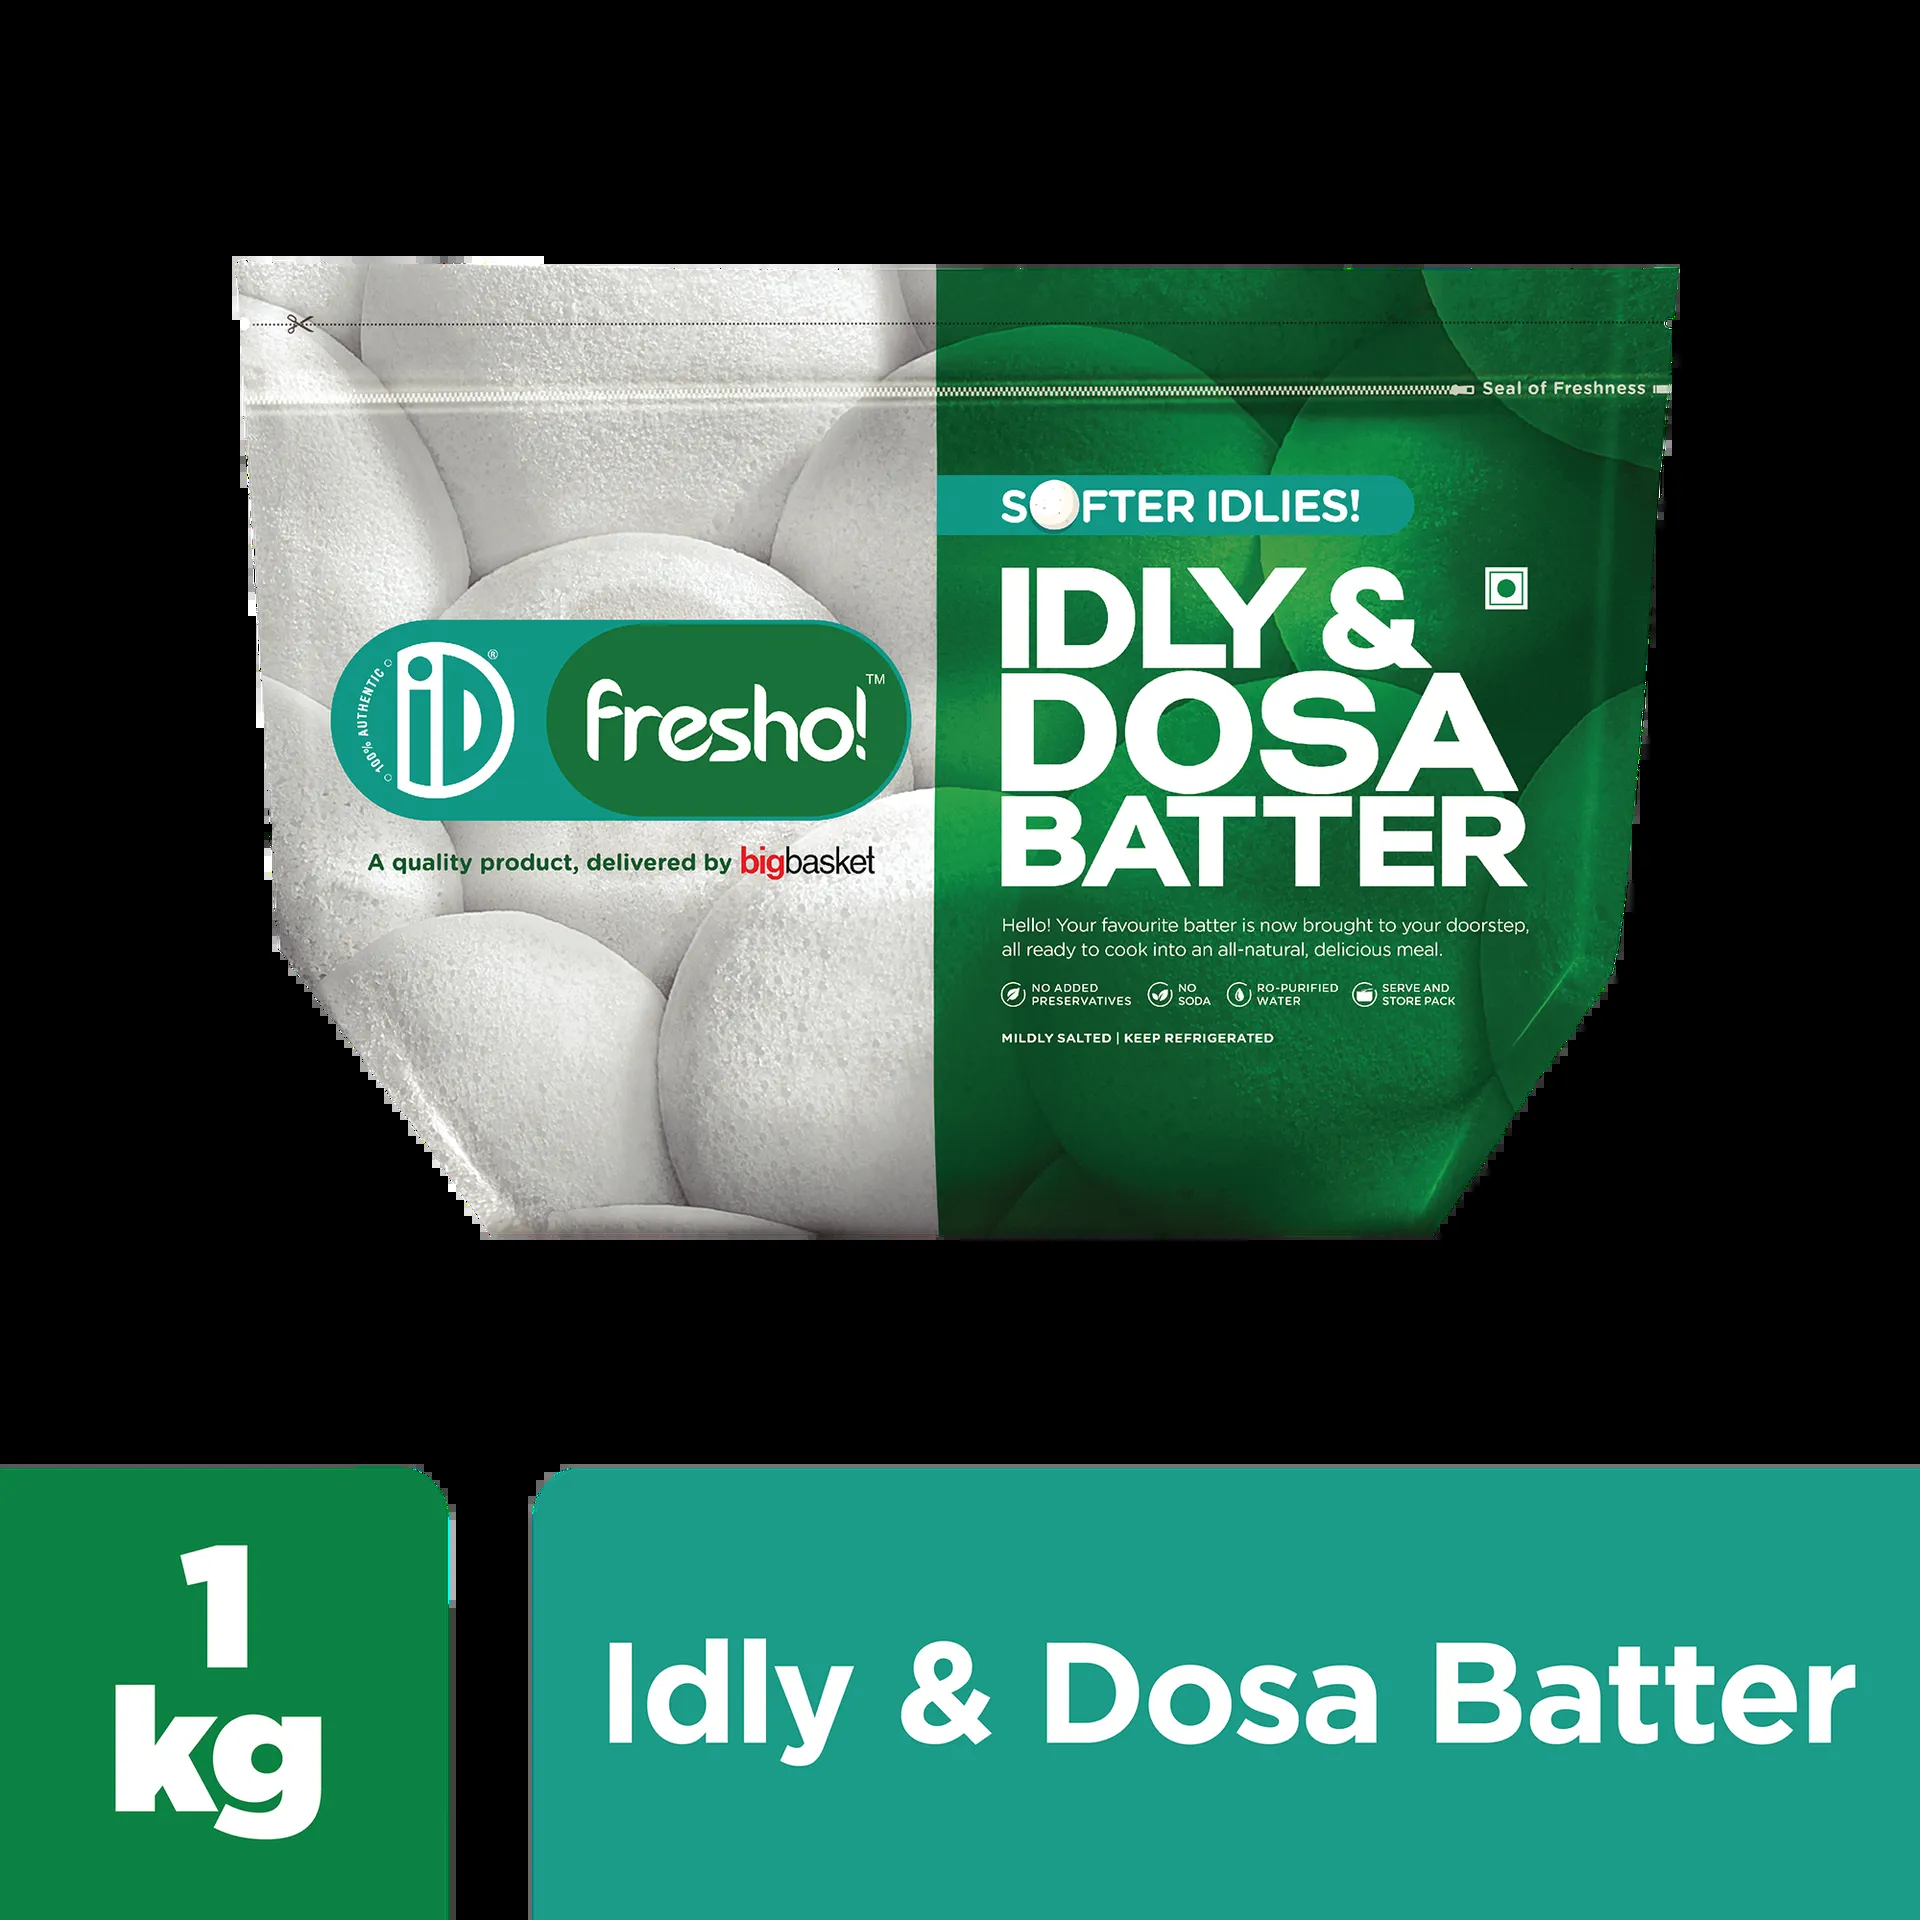 Seal of Freshness
100% AUTHENTIC
iD®
fresho!™
A quality product, delivered by bigbasket
SOFTER IDLIES!
IDLY &
DOSA
BATTER
Hello! Your favourite batter is now brought to your doorstep,
all ready to cook into an all-natural, delicious meal.
NO ADDED
PRESERVATIVES
NO
SODA
RO-PURIFIED
WATER
SERVE AND
STORE PACK
MILDLY SALTED | KEEP REFRIGERATED
1
kg
Idly & Dosa Batter